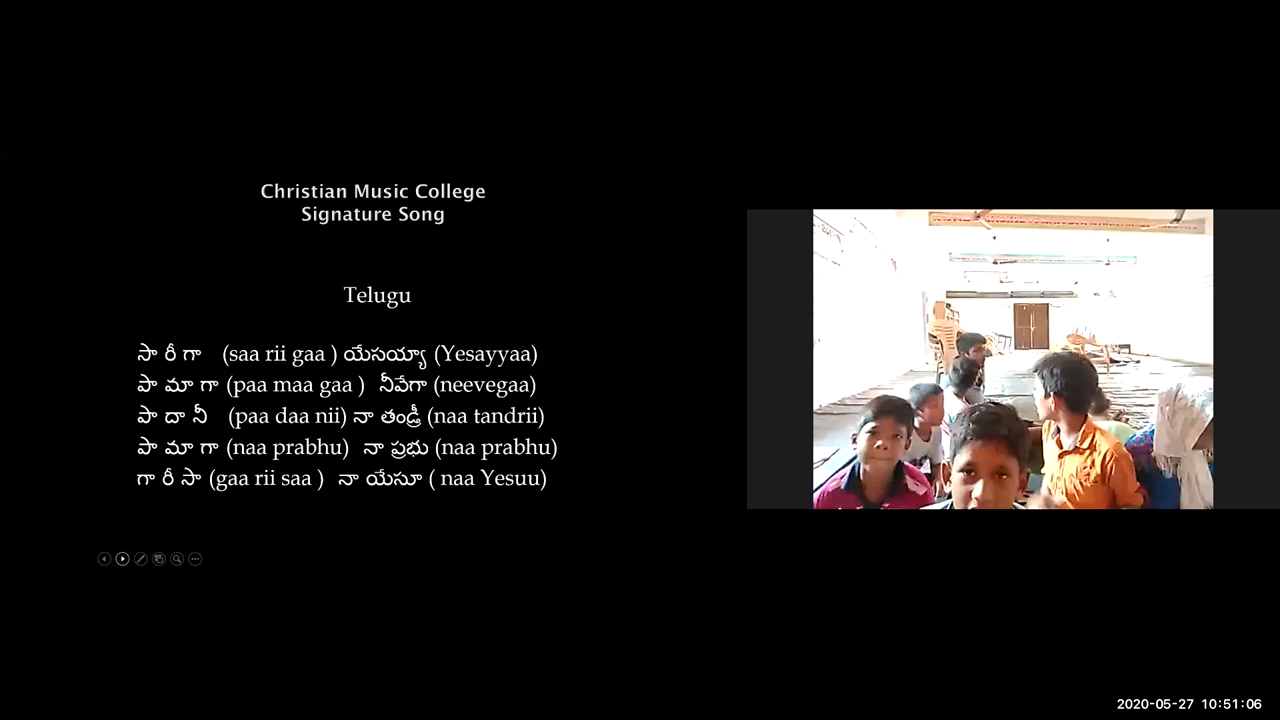 Christian Music College
Signature Song
Telugu
సా రీ గా (saa rii gaa ) యేసయ్యా (Yesayyaa)
పా మా గా (paa maa gaa ) నీవేగా (neevegaa)
పా దా నీ (paa daa nii) నా తండ్రీ (naa tandrii)
పా మా గా (naa prabhu) నా ప్రభు (naa prabhu)
గా రీ సా (gaa rii saa ) నా యేసూ ( naa Yesuu)
2020-05-27 10:51:06